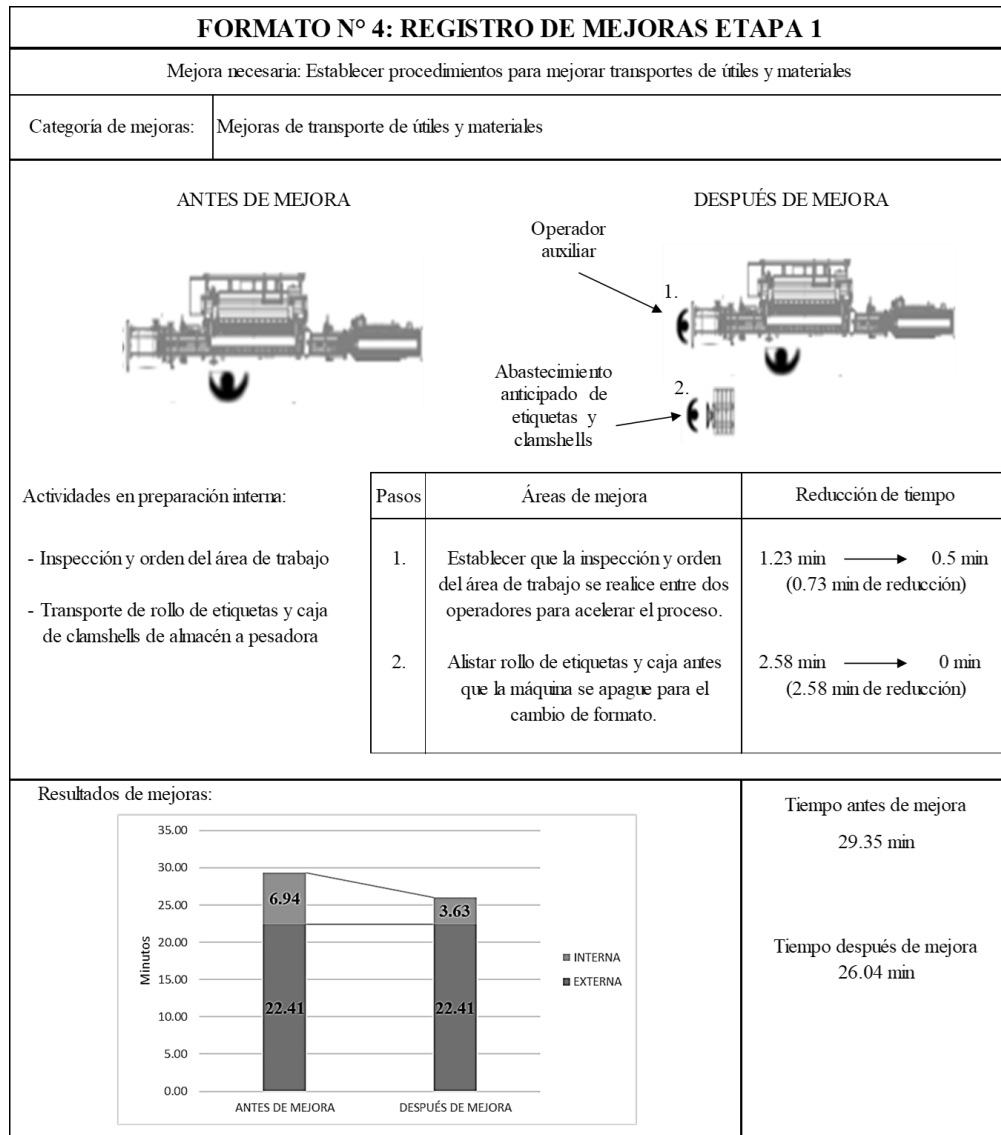 FORMATO N° 4: REGISTRO DE MEJORAS ETAPA 1
Mejora necesaria: Establecer procedimientos para mejorar transportes de útiles y materiales
Categoría de mejoras:
Mejoras de transporte de útiles y materiales
ANTES DE MEJORA
DESPUÉS DE MEJORA
Operador
auxiliar
1.
Abastecimiento
anticipado de
etiquetas y
clamshells
2.
Actividades en preparación interna:
- Inspección y orden del área de trabajo
- Transporte de rollo de etiquetas y caja
de clamshells de almacén a pesadora
Pasos
Áreas de mejora
Reducción de tiempo
1.
Establecer que la inspección y orden
del área de trabajo se realice entre dos
operadores para acelerar el proceso.
1.23 min
0.5 min
(0.73 min de reducción)
2.
Alistar rollo de etiquetas y caja antes
que la máquina se apague para el
cambio de formato.
2.58 min
0 min
(2.58 min de reducción)
Resultados de mejoras:
Minutos
35.00
30.00
25.00
20.00
15.00
10.00
5.00
0.00
6.94
22.41
3.63
22.41
ANTES DE MEJORA
DESPUÉS DE MEJORA
INTERNA
EXTERNA
Tiempo antes de mejora
29.35 min
Tiempo después de mejora
26.04 min